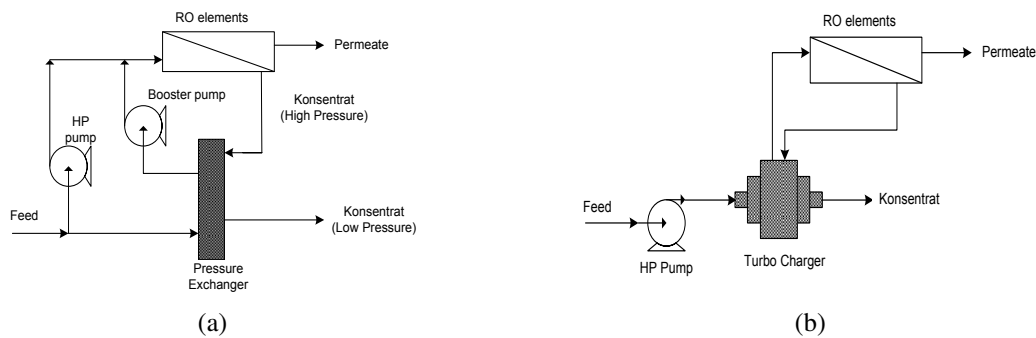 RO elements
Permeate
Booster pump
Konsentrat
(High Pressure)
HP
pump
Feed
Konsentrat
(Low Pressure)
Pressure
Exchanger
(a)
RO elements
Permeate
Feed
Konsentrat
HP Pump
Turbo Charger
(b)